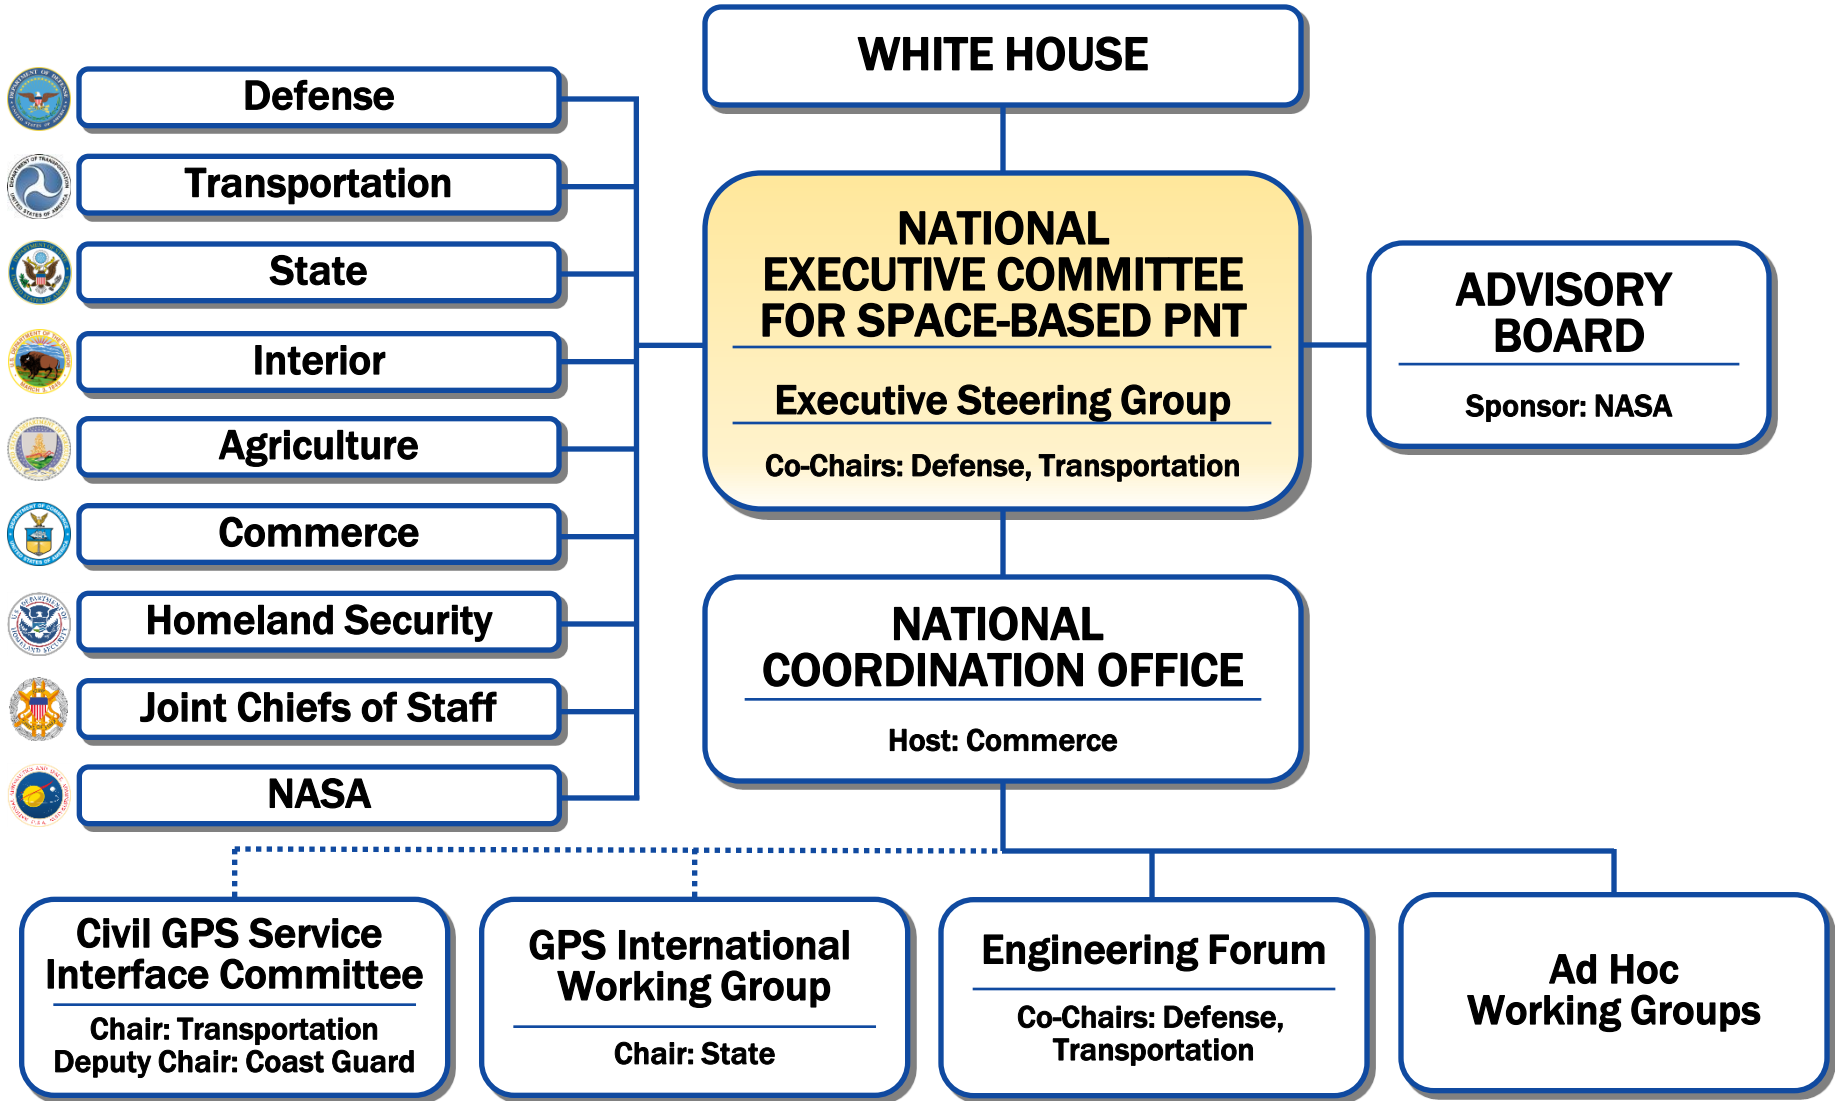 WHITE HOUSE
Defense
Transportation
State
Interior
Agriculture
Commerce
Homeland Security
Joint Chiefs of Staff
NASA
NATIONAL
EXECUTIVE COMMITTEE
FOR SPACE-BASED PNT
Executive Steering Group
Co-Chairs: Defense, Transportation
ADVISORY
BOARD
Sponsor: NASA
NATIONAL
COORDINATION OFFICE
Host: Commerce
Civil GPS Service
Interface Committee
Chair: Transportation
Deputy Chair: Coast Guard
GPS International
Working Group
Chair: State
Engineering Forum
Co-Chairs: Defense,
Transportation
Ad Hoc
Working Groups